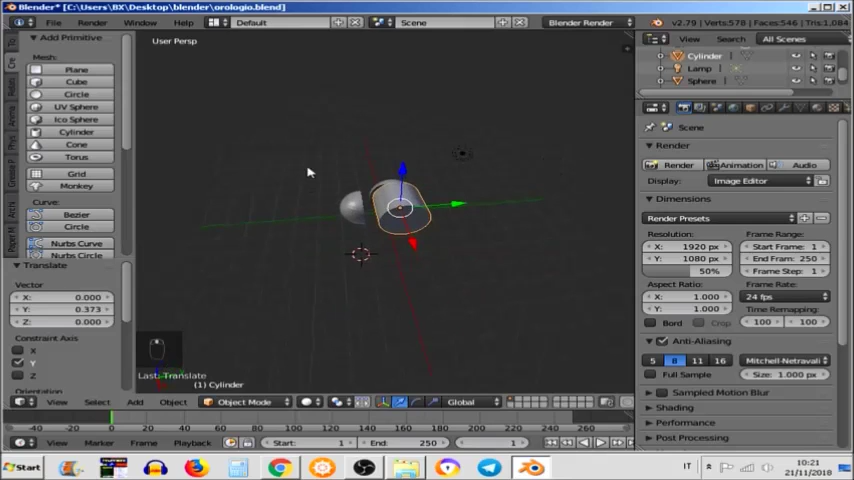 Blender* [C:\Users\BX\Desktop\blender\orologio.blend]
File Render Window Help Default Scene Blender Render v2.79 | Verts:578 | Faces:546 | Tris:1,084
Add Primitive
Mesh:
Plane
Cube
Circle
UV Sphere
Ico Sphere
Cylinder
Cone
Torus
Grid
Monkey
Curve:
Bezier
Circle
Nurbs Curve
Nurbs Circle
Translate
Vector
X: 0.000
Y: 0.373
Z: 0.000
Constraint Axis
X
Y
Z
Orientation
User Persp
Last: Translate
(1) Cylinder
View Select Add Object Object Mode Global
-40 -20 0 20 40 60 80 100 120 140 160 180 200 220 240 260
View Marker Frame Playback Start: 1 End: 250 1
View Search All Scenes
Cylinder
Lamp
Sphere
Scene
Render
Render Animation Audio
Display: Image Editor
Dimensions
Render Presets
Resolution: Frame Range:
X: 1920 px Start Frame: 1
Y: 1080 px End Fram: 250
50% Frame Step: 1
Aspect Ratio: Frame Rate:
X: 1.000 24 fps
Y: 1.000 Time Remapping:
Bord Crop 100 100
Anti-Aliasing
5 8 11 16 Mitchell-Netravali
Full Sample Size: 1.000 px
Sampled Motion Blur
Shading
Performance
Post Processing
Start IT 10:21
21/11/2018